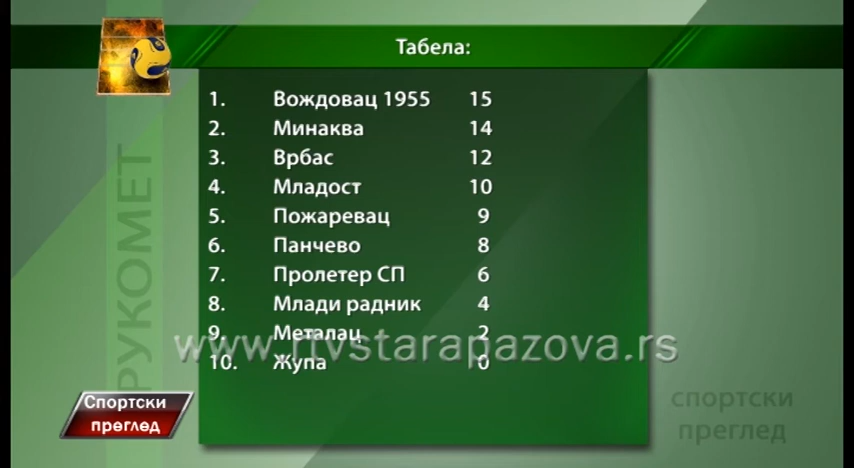 Табела:
1. Вождовац 1955 15
2. Минаква 14
3. Врбас 12
4. Младост 10
5. Пожаревац 9
6. Панчево 8
7. Пролетер СП 6
8. Млади радник 4
9. Металац 2
10. Жупа 0
www.rtvstarapazova.rs
РУКОМЕТ
Спортски
преглед
спортски
преглед